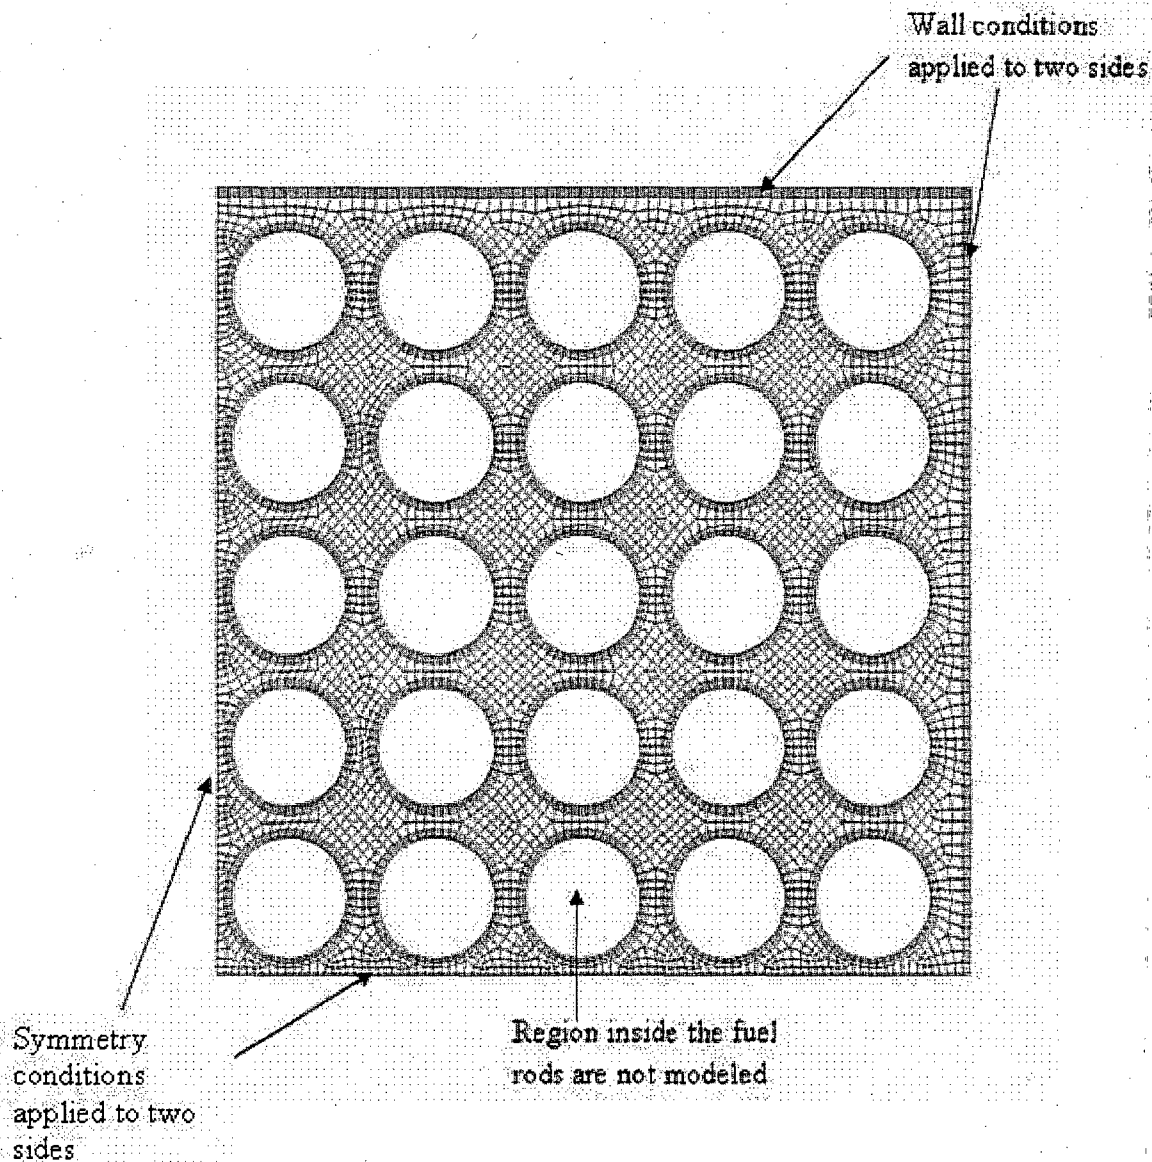 Wall conditions
applied to two sides
Symmetry
conditions
applied to two
sides
Region inside the fuel
rods are not modeled